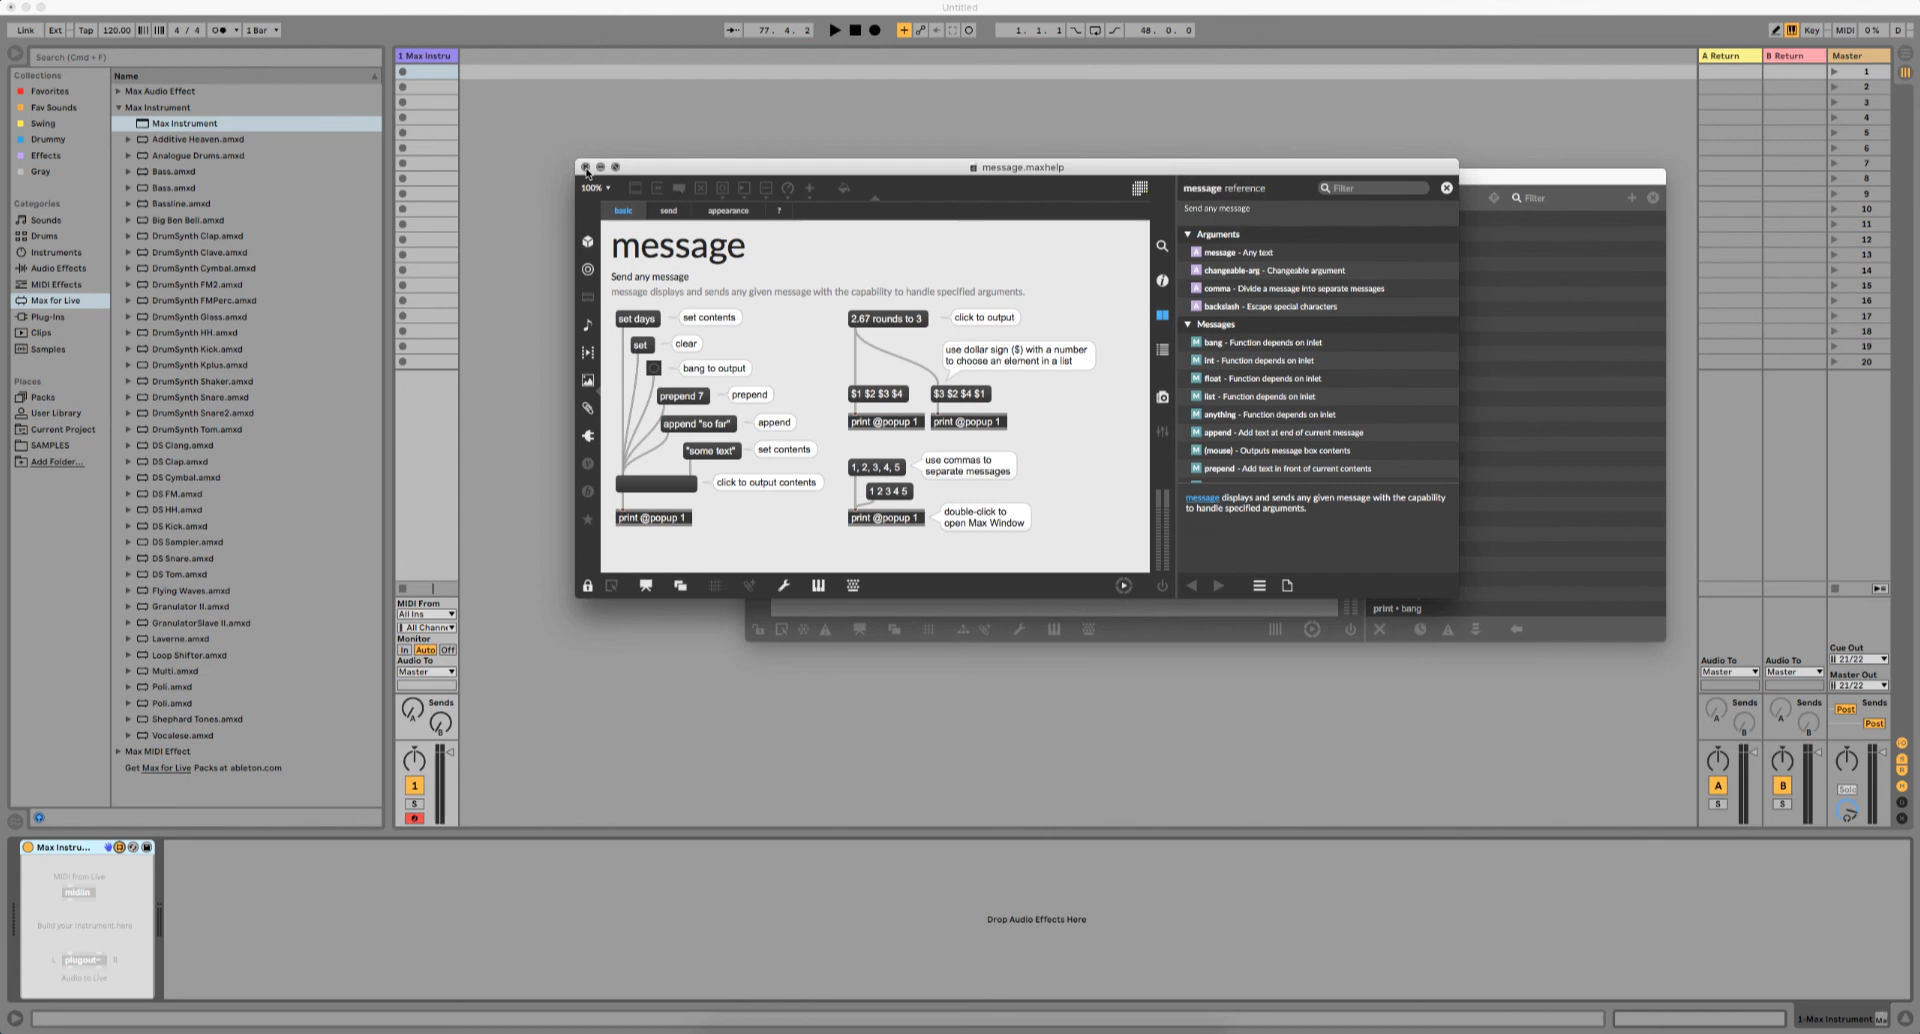 Untitled
Link Ext Tap 120.00 4 / 4 1 Bar
77. 4. 2
1. 1. 1
48. 0. 0
Key MIDI 0% D
Search (Cmd + F)
Collections
Favorites
Fav Sounds
Swing
Drummy
Effects
Gray
Categories
Sounds
Drums
Instruments
Audio Effects
MIDI Effects
Max for Live
Plug-Ins
Clips
Samples
Places
Packs
User Library
Current Project
SAMPLES
Add Folder...
Name
Max Audio Effect
Max Instrument
Max Instrument
Additive Heaven.amxd
Analogue Drums.amxd
Bass.amxd
Bass.amxd
Bassline.amxd
Big Ben Bell.amxd
DrumSynth Clap.amxd
DrumSynth Clave.amxd
DrumSynth Cymbal.amxd
DrumSynth FM2.amxd
DrumSynth FMPerc.amxd
DrumSynth Glass.amxd
DrumSynth HH.amxd
DrumSynth Kick.amxd
DrumSynth Kplus.amxd
DrumSynth Shaker.amxd
DrumSynth Snare.amxd
DrumSynth Snare2.amxd
DrumSynth Tom.amxd
DS Clang.amxd
DS Clap.amxd
DS Cymbal.amxd
DS FM.amxd
DS HH.amxd
DS Kick.amxd
DS Sampler.amxd
DS Snare.amxd
DS Tom.amxd
Flying Waves.amxd
Granulator II.amxd
GranulatorSlave II.amxd
Laverne.amxd
Loop Shifter.amxd
Multi.amxd
Poli.amxd
Poli.amxd
Shephard Tones.amxd
Vocalese.amxd
Max MIDI Effect
Get Max for Live Packs at ableton.com
1 Max Instru
MIDI From
All Ins
All Channe
Monitor
In Auto Off
Audio To
Master
Sends
A
B
1
S
message.maxhelp
100%
basic send appearance ?
message
Send any message
message displays and sends any given message with the capability to handle specified arguments.
set days
set contents
set
clear
bang to output
prepend 7
prepend
append "so far"
append
"some text"
set contents
click to output contents
print @popup 1
2.67 rounds to 3
click to output
use dollar sign ($) with a number
to choose an element in a list
$1 $2 $3 $4
$3 $2 $4 $1
print @popup 1
print @popup 1
1, 2, 3, 4, 5
use commas to
separate messages
1 2 3 4 5
print @popup 1
double-click to
open Max Window
message reference
Filter
Send any message
Arguments
A message - Any text
A changeable-arg - Changeable argument
A comma - Divide a message into separate messages
A backslash - Escape special characters
Messages
M bang - Function depends on inlet
M int - Function depends on inlet
M float - Function depends on inlet
M list - Function depends on inlet
M anything - Function depends on inlet
M append - Add text at end of current message
M (mouse) - Outputs message box contents
M prepend - Add text in front of current contents
message displays and sends any given message with the capability
to handle specified arguments.
Filter
print • bang
A Return
B Return
Master
1
2
3
4
5
6
7
8
9
10
11
12
13
14
15
16
17
18
19
20
Audio To
Master
Sends
A
B
A
S
Audio To
Master
Sends
A
B
B
S
Cue Out
21/22
Master Out
21/22
Sends
Post
Post
Solo
Max Instru...
MIDI from Live
midiin
Build your instrument here
L plugout~ R
Audio to Live
Drop Audio Effects Here
1-Max Instrument